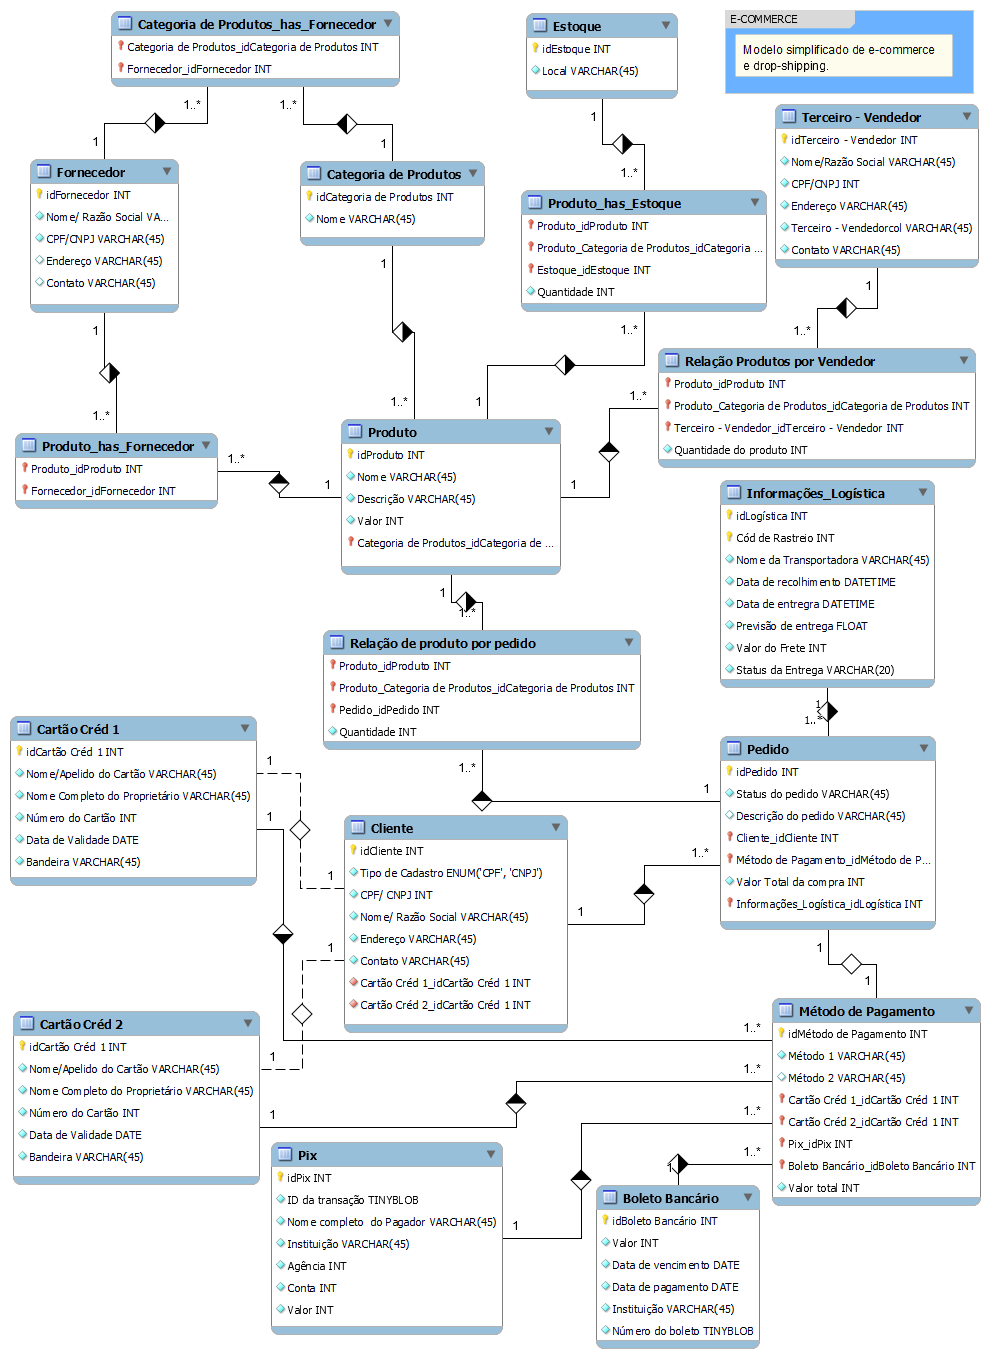 Categoria de Produtos_has_Fornecedor
Categoria de Produtos_idCategoria de Produtos INT
Fornecedor_idFornecedor INT
Estoque
idEstoque INT
Local VARCHAR(45)
E-COMMERCE
Modelo simplificado de e-commerce
e drop-shipping.
1..*
1..*
1
1
1
1..*
Terceiro - Vendedor
idTerceiro - Vendedor INT
Nome/Razão Social VARCHAR(45)
CPF/CNPJ INT
Endereço VARCHAR(45)
Terceiro - Vendedorcol VARCHAR(45)
Contato VARCHAR(45)
Fornecedor
idFornecedor INT
Nome/ Razão Social VA...
CPF/CNPJ VARCHAR(45)
Endereço VARCHAR(45)
Contato VARCHAR(45)
Categoria de Produtos
idCategoria de Produtos INT
Nome VARCHAR(45)
Produto_has_Estoque
Produto_idProduto INT
Produto_Categoria de Produtos_idCategoria ...
Estoque_idEstoque INT
Quantidade INT
1
1
1..*
1
1..*
1..*
1..*
1
1..*
Relação Produtos por Vendedor
Produto_idProduto INT
Produto_Categoria de Produtos_idCategoria de Produtos INT
Terceiro - Vendedor_idTerceiro - Vendedor INT
Quantidade do produto INT
Produto_has_Fornecedor
Produto_idProduto INT
Fornecedor_idFornecedor INT
1..*
1
1
Produto
idProduto INT
Nome VARCHAR(45)
Descrição VARCHAR(45)
Valor INT
Categoria de Produtos_idCategoria de ...
Informações_Logística
idLogística INT
Cód de Rastreio INT
Nome da Transportadora VARCHAR(45)
Data de recolhimento DATETIME
Data de entregra DATETIME
Previsão de entrega FLOAT
Valor do Frete INT
Status da Entrega VARCHAR(20)
1
1..*
Relação de produto por pedido
Produto_idProduto INT
Produto_Categoria de Produtos_idCategoria de Produtos INT
Pedido_idPedido INT
Quantidade INT
1
1..*
1..*
1
Cartão Créd 1
idCartão Créd 1 INT
Nome/Apelido do Cartão VARCHAR(45)
Nome Completo do Proprietário VARCHAR(45)
Número do Cartão INT
Data de Validade DATE
Bandeira VARCHAR(45)
1
1
1
1
Pedido
idPedido INT
Status do pedido VARCHAR(45)
Descrição do pedido VARCHAR(45)
Cliente_idCliente INT
Método de Pagamento_idMétodo de P...
Valor Total da compra INT
Informações_Logística_idLogística INT
Cliente
idCliente INT
Tipo de Cadastro ENUM('CPF', 'CNPJ')
CPF/ CNPJ INT
Nome/ Razão Social VARCHAR(45)
Endereço VARCHAR(45)
Contato VARCHAR(45)
Cartão Créd 1_idCartão Créd 1 INT
Cartão Créd 2_idCartão Créd 1 INT
1..*
1
1
1
Cartão Créd 2
idCartão Créd 1 INT
Nome/Apelido do Cartão VARCHAR(45)
Nome Completo do Proprietário VARCHAR(45)
Número do Cartão INT
Data de Validade DATE
Bandeira VARCHAR(45)
1
1
Método de Pagamento
idMétodo de Pagamento INT
Método 1 VARCHAR(45)
Método 2 VARCHAR(45)
Cartão Créd 1_idCartão Créd 1 INT
Cartão Créd 2_idCartão Créd 1 INT
Pix_idPix INT
Boleto Bancário_idBoleto Bancário INT
Valor total INT
1..*
1..*
1..*
1..*
Pix
idPix INT
ID da transação TINYBLOB
Nome completo do Pagador VARCHAR(45)
Instituição VARCHAR(45)
Agência INT
Conta INT
Valor INT
1
1
Boleto Bancário
idBoleto Bancário INT
Valor INT
Data de vencimento DATE
Data de pagamento DATE
Instituição VARCHAR(45)
Número do boleto TINYBLOB